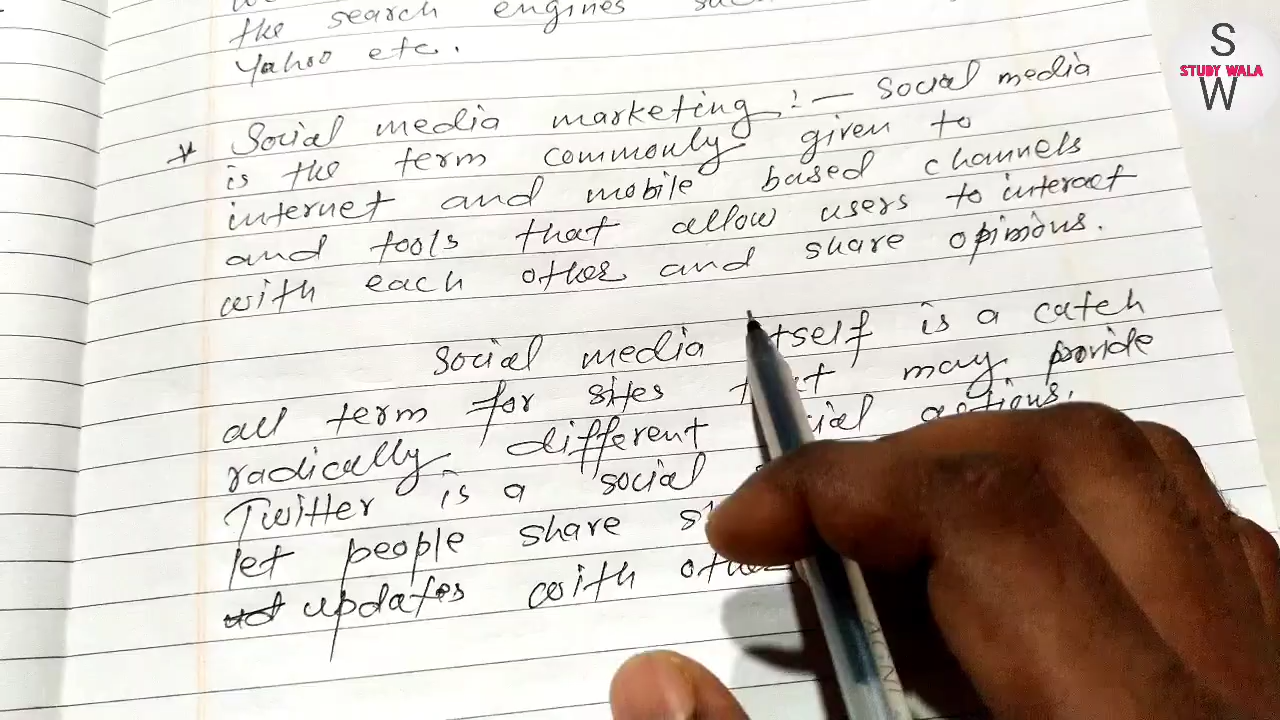 the search engines
Yahoo etc.
* Social media marketing :- Social media
is the term commonly given to
internet and mobile based channels
and tools that allow users to interact
with each other and share opinions.
Social media itself is a catch
all term for sites that may provide
radically different social actions.
Twitter is a social
let people share
updates with
S
STUDY WALA
W
AGNI